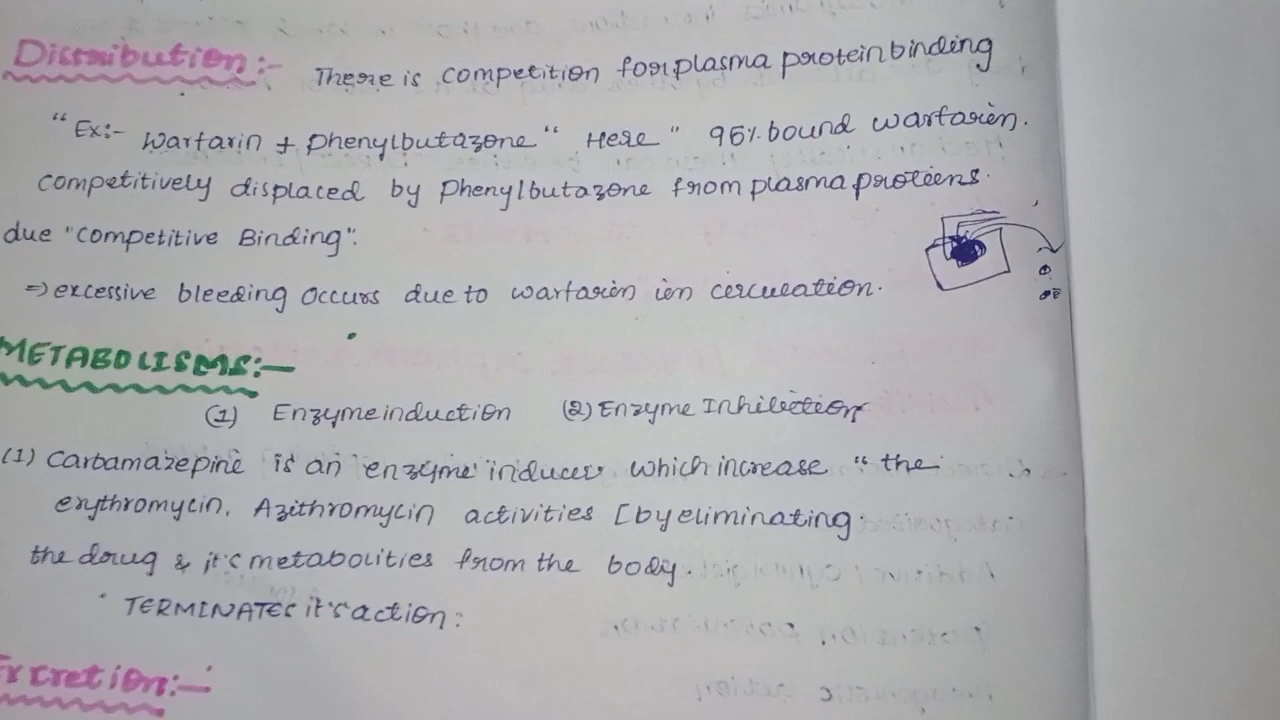 Distribution:- There is competition for plasma protein binding
"Ex:- Warfarin + Phenylbutazone" Here " 96% bound warfarin.
competitively displaced by Phenylbutazone from plasma proteins.
due "Competitive Binding".
⇒ excessive bleeding occurs due to warfarin in circulation.
METABOLISMS:-
(1) Enzyme induction (2) Enzyme Inhibition
(1) Carbamazepine is an 'enzyme' inducer which increase "the
erythromycin, Azithromycin activities [by eliminating
the drug & it's metabolities from the body.
TERMINATES it's action:
Excretion:-